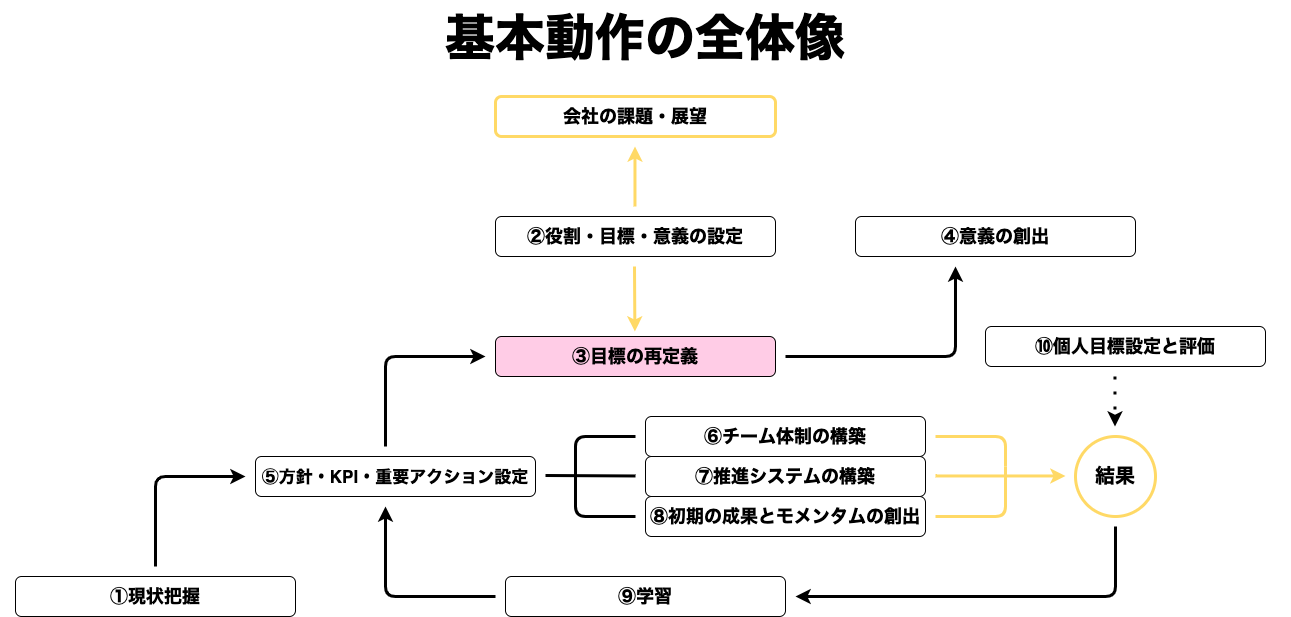 基本動作の全体像
会社の課題・展望
②役割・目標・意義の設定
④意義の創出
③目標の再定義
⑩個人目標設定と評価
⑥チーム体制の構築
⑤方針・KPI・重要アクション設定
⑦推進システムの構築
結果
⑧初期の成果とモメンタムの創出
①現状把握
⑨学習